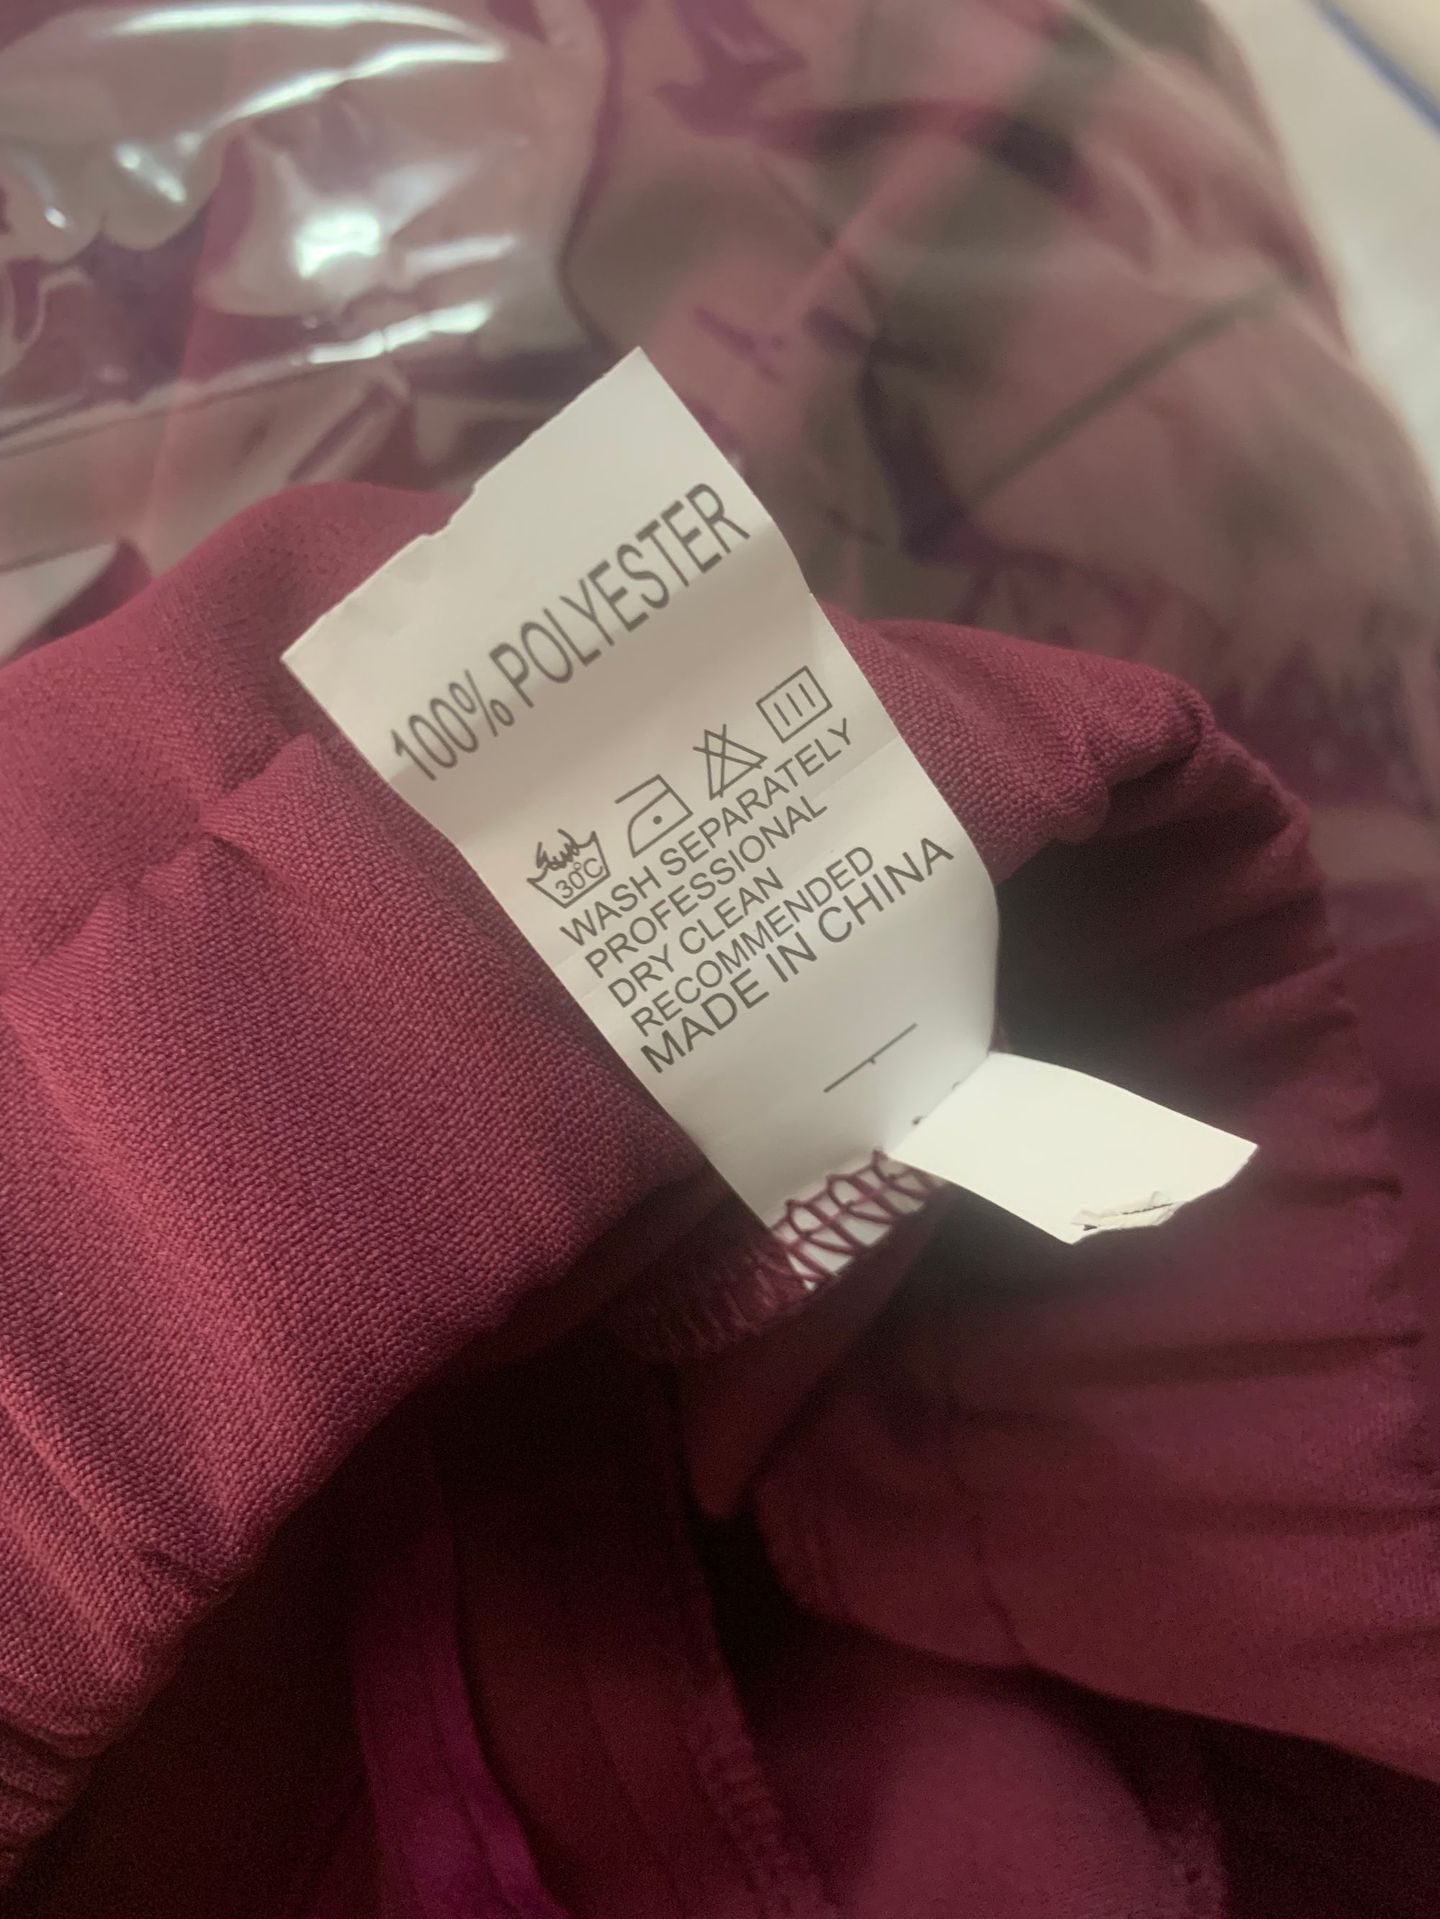 100% POLYESTER
30°C
WASH SEPARATELY
PROFESSIONAL
DRY CLEAN
RECOMMENDED
MADE IN CHINA